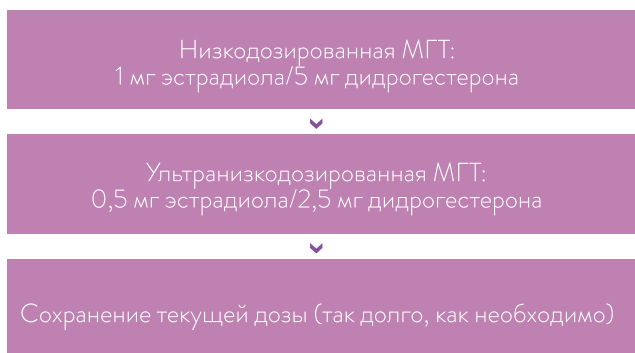 Низкодозированная МГТ:
1 мг эстрадиола/5 мг дидрогестерона
Ультранизкодозированная МГТ:
0,5 мг эстрадиола/2,5 мг дидрогестерона
Сохранение текущей дозы (так долго, как необходимо)